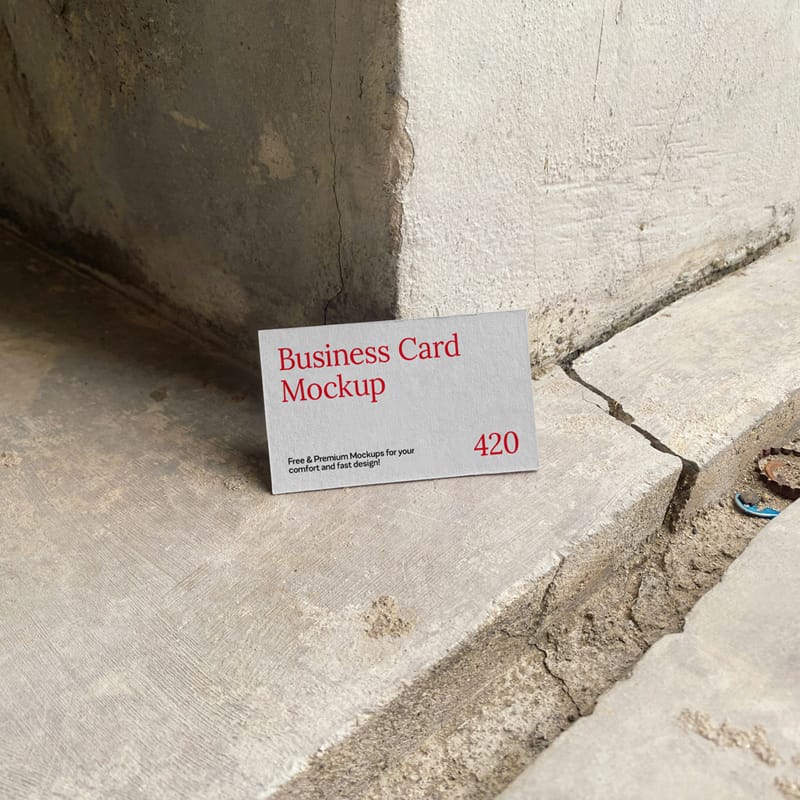 Business Card
Mockup
Free & Premium Mockups for your
comfort and fast design!
420